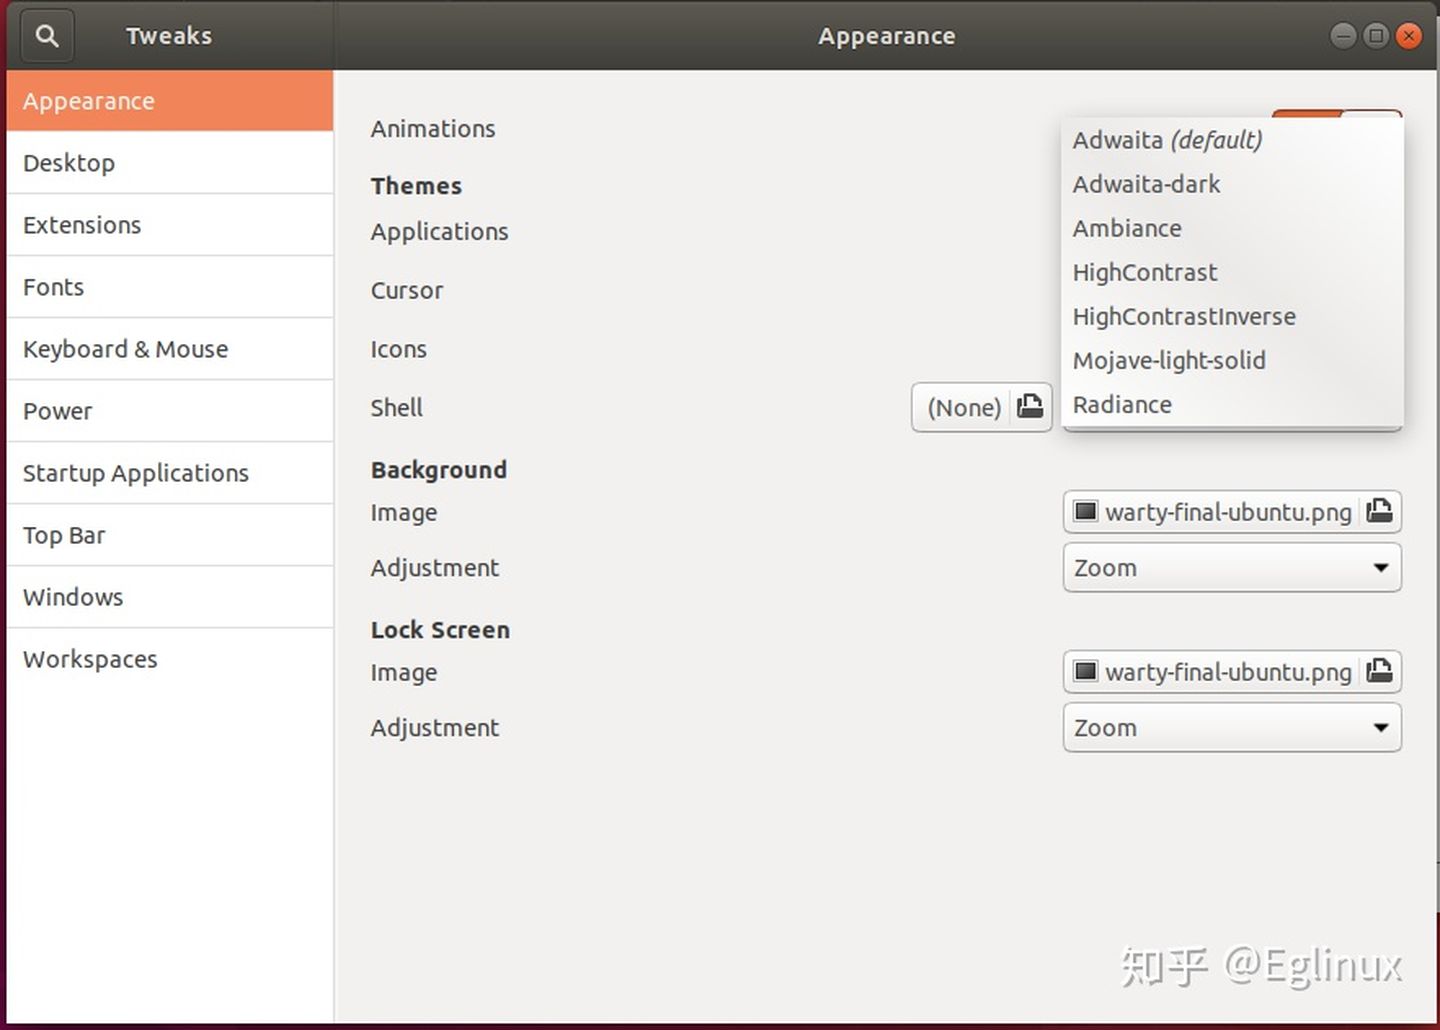 Tweaks
Appearance
Appearance
Desktop
Extensions
Fonts
Keyboard & Mouse
Power
Startup Applications
Top Bar
Windows
Workspaces
Animations
Themes
Applications
Cursor
Icons
Shell
(None)
Adwaita (default)
Adwaita-dark
Ambiance
HighContrast
HighContrastInverse
Mojave-light-solid
Radiance
Background
Image
warty-final-ubuntu.png
Adjustment
Zoom
Lock Screen
Image
warty-final-ubuntu.png
Adjustment
Zoom
知乎 @Eglinux